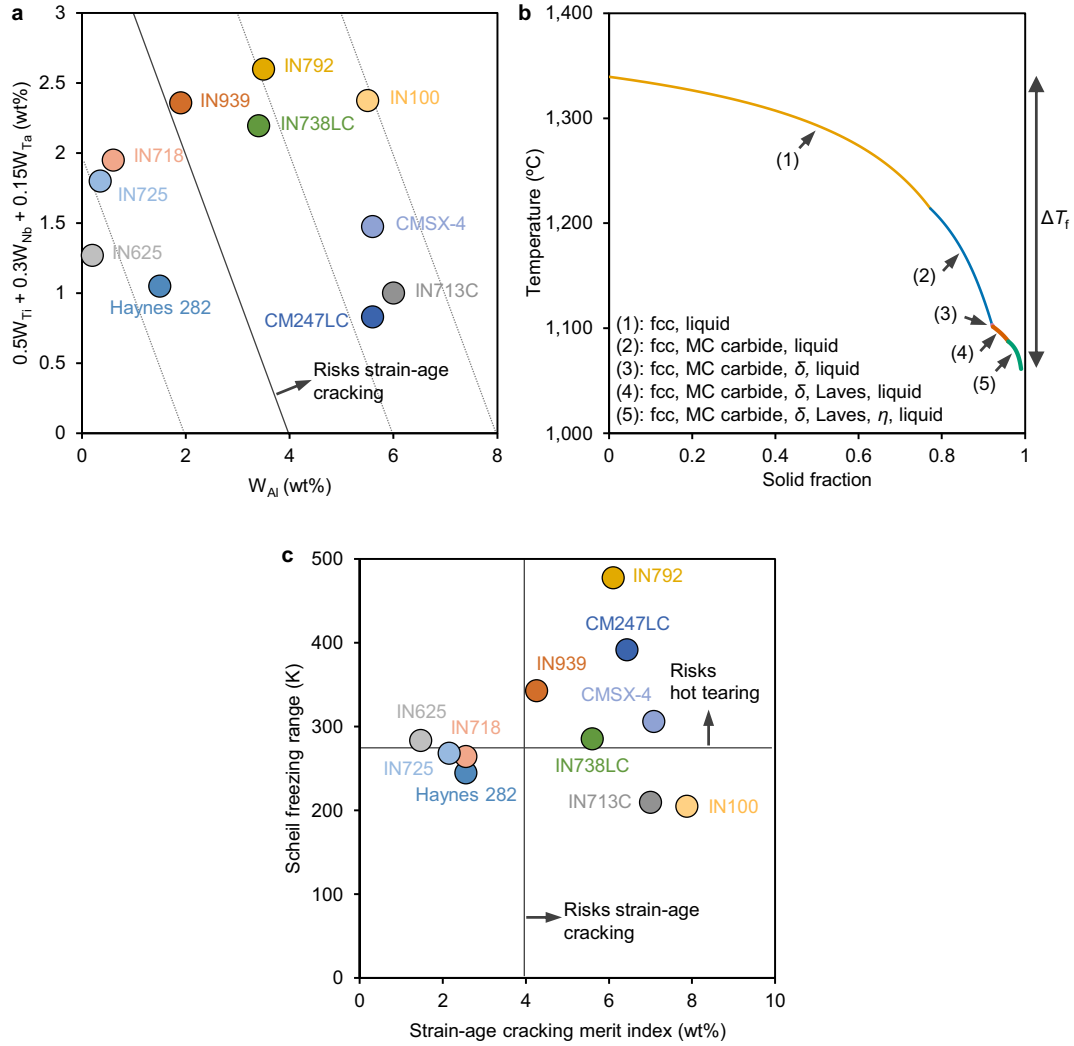 a
0.5W_Ti + 0.3W_Nb + 0.15W_Ta (wt%)
3
2.5
2
1.5
1
0.5
0
IN792
IN939
IN100
IN738LC
IN718
IN725
CMSX-4
IN625
Haynes 282
IN713C
CM247LC
Risks strain-age
cracking
0
2
4
6
8
W_Al (wt%)
b
Temperature (ºC)
1,400
1,300
1,200
1,100
1,000
(1)
(2)
(3)
(4)
(5)
ΔT_f
(1): fcc, liquid
(2): fcc, MC carbide, liquid
(3): fcc, MC carbide, δ, liquid
(4): fcc, MC carbide, δ, Laves, liquid
(5): fcc, MC carbide, δ, Laves, η, liquid
0
0.2
0.4
0.6
0.8
1
Solid fraction
c
Scheil freezing range (K)
500
400
300
200
100
0
IN792
CM247LC
IN939
Risks
hot tearing
CMSX-4
IN625
IN718
IN725
IN738LC
Haynes 282
IN713C
IN100
Risks strain-age
cracking
0
2
4
6
8
10
Strain-age cracking merit index (wt%)